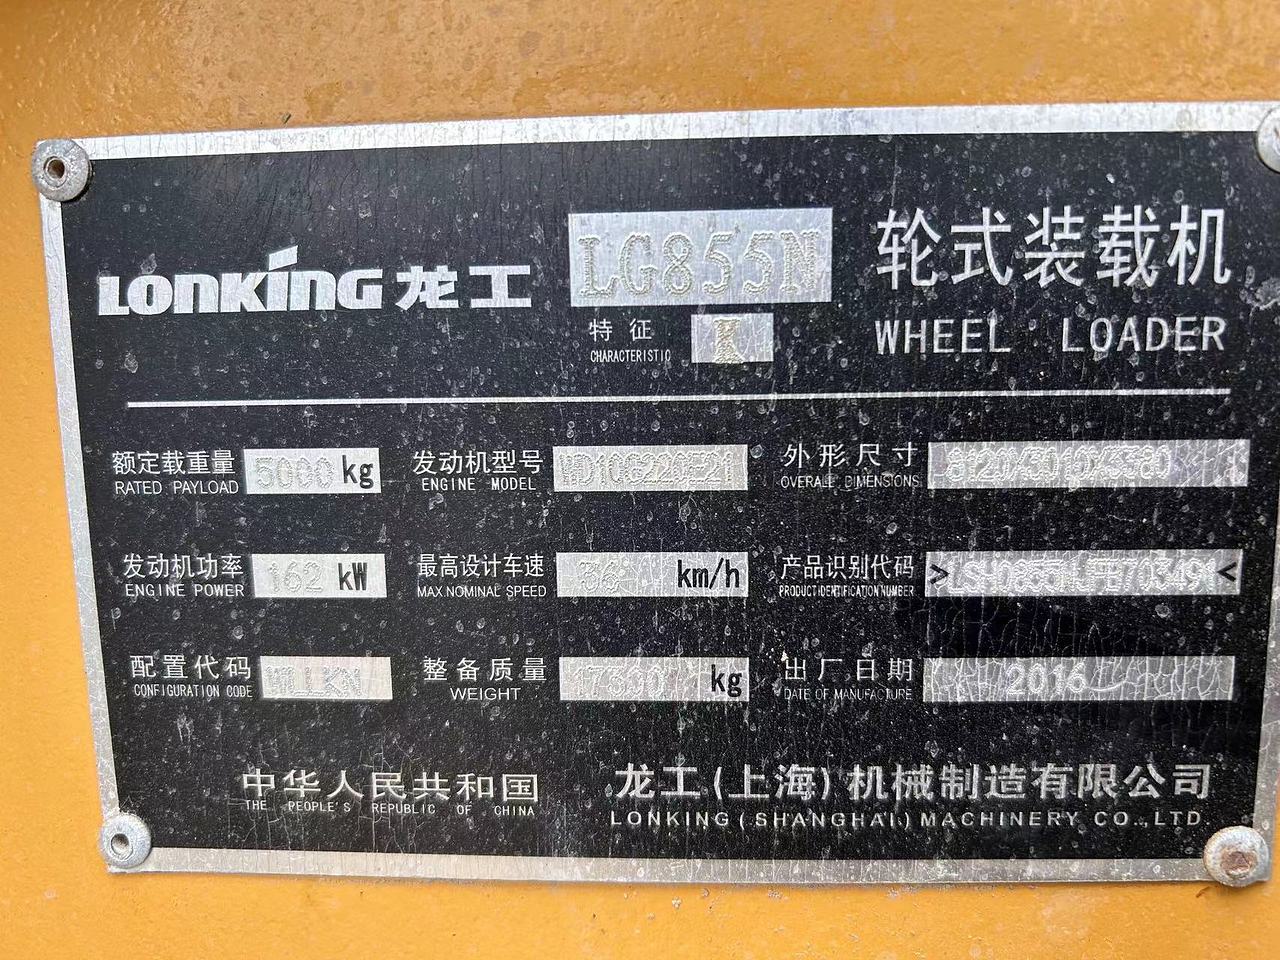 LONKING 龙工 LG855N 轮式装载机
特征 CHARACTERISTIC WHEEL LOADER
额定载重量 5000 kg 发动机型号 WD10G220E21 外形尺寸 8120X3010X3380
RATED PAYLOAD ENGINE MODEL OVERALL DIMENSIONS
发动机功率 162 kW 最高设计车速 36 km/h 产品识别代码
ENGINE POWER MAX NOMINAL SPEED PRODUCT IDENTIFICATION NUMBER
配置代码 整备质量 17300 kg 出厂日期 2016
CONFIGURATION CODE WEIGHT DATE OF MANUFACTURE
中华人民共和国 龙工(上海)机械制造有限公司
THE PEOPLE'S REPUBLIC OF CHINA LONKING (SHANGHAI) MACHINERY CO.,LTD.